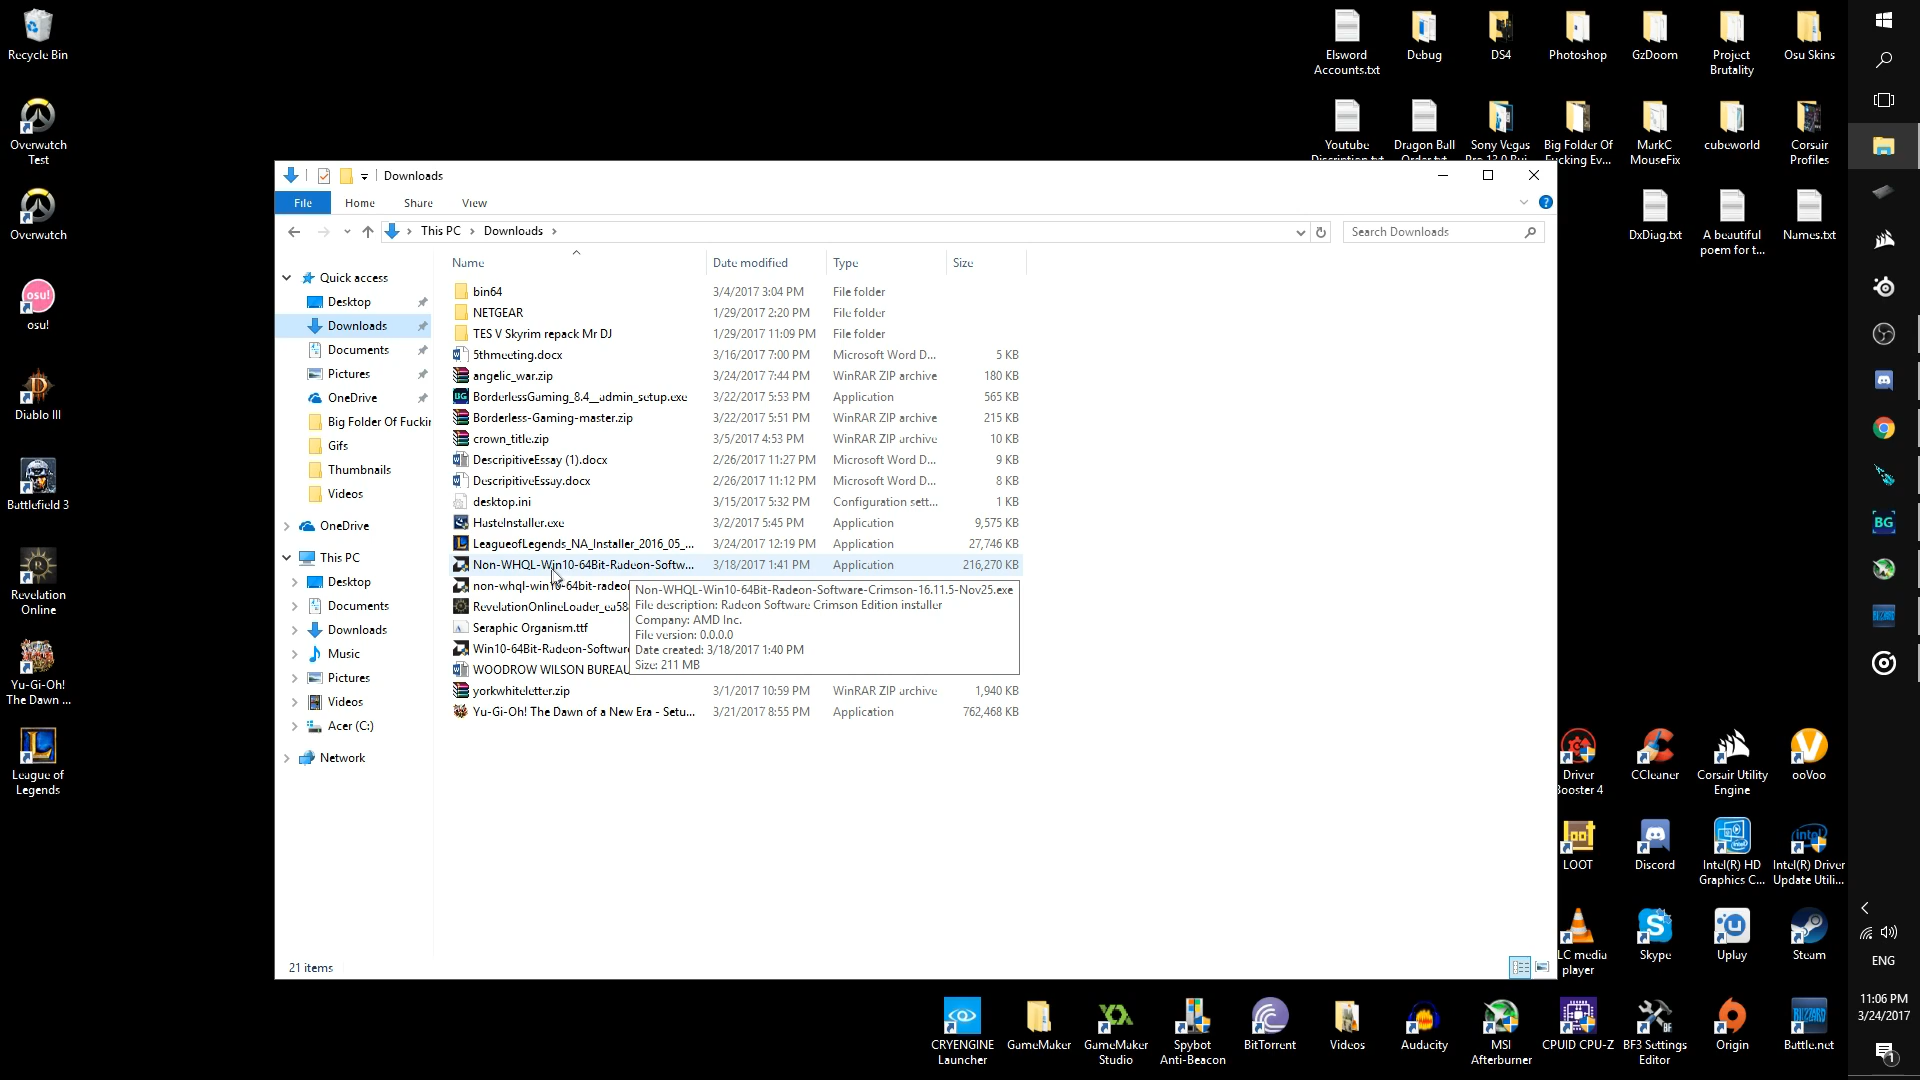 Recycle Bin
Overwatch
Test
Overwatch
osu!
osu!
Diablo III
Battlefield 3
Revelation
Online
Yu-Gi-Oh!
The Dawn ...
League of
Legends
Elsword
Accounts.txt
Debug
DS4
Photoshop
GzDoom
Project
Brutality
Osu Skins
Youtube
Dragon Ball
Sony Vegas
Big Folder Of
Fucking Ev...
MarkC
MouseFix
cubeworld
Corsair
Profiles
DxDiag.txt
A beautiful
poem for t...
Names.txt
Downloads
File
Home
Share
View
This PC
Downloads
Search Downloads
Quick access
Desktop
Downloads
Documents
Pictures
OneDrive
Big Folder Of Fuckin
Gifs
Thumbnails
Videos
OneDrive
This PC
Desktop
Documents
Downloads
Music
Pictures
Videos
Acer (C:)
Network
Name Date modified Type Size
bin64 3/4/2017 3:04 PM File folder
NETGEAR 1/29/2017 2:20 PM File folder
TES V Skyrim repack Mr DJ 1/29/2017 11:09 PM File folder
5thmeeting.docx 3/16/2017 7:00 PM Microsoft Word D... 5 KB
angelic_war.zip 3/24/2017 7:44 PM WinRAR ZIP archive 180 KB
BorderlessGaming_8.4_admin_setup.exe 3/22/2017 5:53 PM Application 565 KB
Borderless-Gaming-master.zip 3/22/2017 5:51 PM WinRAR ZIP archive 215 KB
crown_title.zip 3/5/2017 4:53 PM WinRAR ZIP archive 10 KB
DescripitiveEssay (1).docx 2/26/2017 11:27 PM Microsoft Word D... 9 KB
DescripitiveEssay.docx 2/26/2017 11:12 PM Microsoft Word D... 8 KB
desktop.ini 3/15/2017 5:32 PM Configuration sett... 1 KB
HasteInstaller.exe 3/2/2017 5:45 PM Application 9,575 KB
LeagueofLegends_NA_Installer_2016_05_... 3/24/2017 12:19 PM Application 27,746 KB
Non-WHQL-Win10-64Bit-Radeon-Softw... 3/18/2017 1:41 PM Application 216,270 KB
non-whql-win10-64bit-radeon
RevelationOnlineLoader_ea58
Seraphic Organism.ttf
Win10-64Bit-Radeon-Software
WOODROW WILSON BUREAU
yorkwhiteletter.zip 3/1/2017 10:59 PM WinRAR ZIP archive 1,940 KB
Yu-Gi-Oh! The Dawn of a New Era - Setu... 3/21/2017 8:55 PM Application 762,468 KB
Non-WHQL-Win10-64Bit-Radeon-Software-Crimson-16.11.5-Nov25.exe
File description: Radeon Software Crimson Edition installer
Company: AMD Inc.
File version: 0.0.0.0
Date created: 3/18/2017 1:40 PM
Size: 211 MB
21 items
Driver
Booster 4
CCleaner
Corsair Utility
Engine
ooVoo
LOOT
Discord
Intel(R) HD
Graphics C...
Intel(R) Driver
Update Utili...
LC media
player
Skype
Uplay
Steam
CRYENGINE
Launcher
GameMaker
GameMaker
Studio
Spybot
Anti-Beacon
BitTorrent
Videos
Audacity
MSI
Afterburner
CPUID CPU-Z
BF3 Settings
Editor
Origin
Battle.net
BG
ENG
11:06 PM
3/24/2017
1